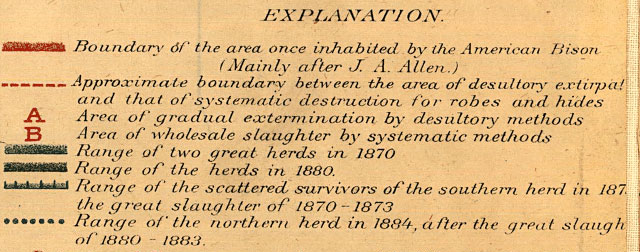 EXPLANATION.
Boundary of the area once inhabited by the American Bison
(Mainly after J. A. Allen.)
Approximate boundary between the area of desultory
and that of systematic destruction for robes and hides
A Area of gradual extermination by desultory methods
B Area of wholesale slaughter by systematic methods
Range of two great herds in 1870
Range of the herds in 1880.
Range of the scattered survivors of the southern herd in 187
the great slaughter of 1870-1873
Range of the northern herd in 1884, after the great
of 1880-1883.